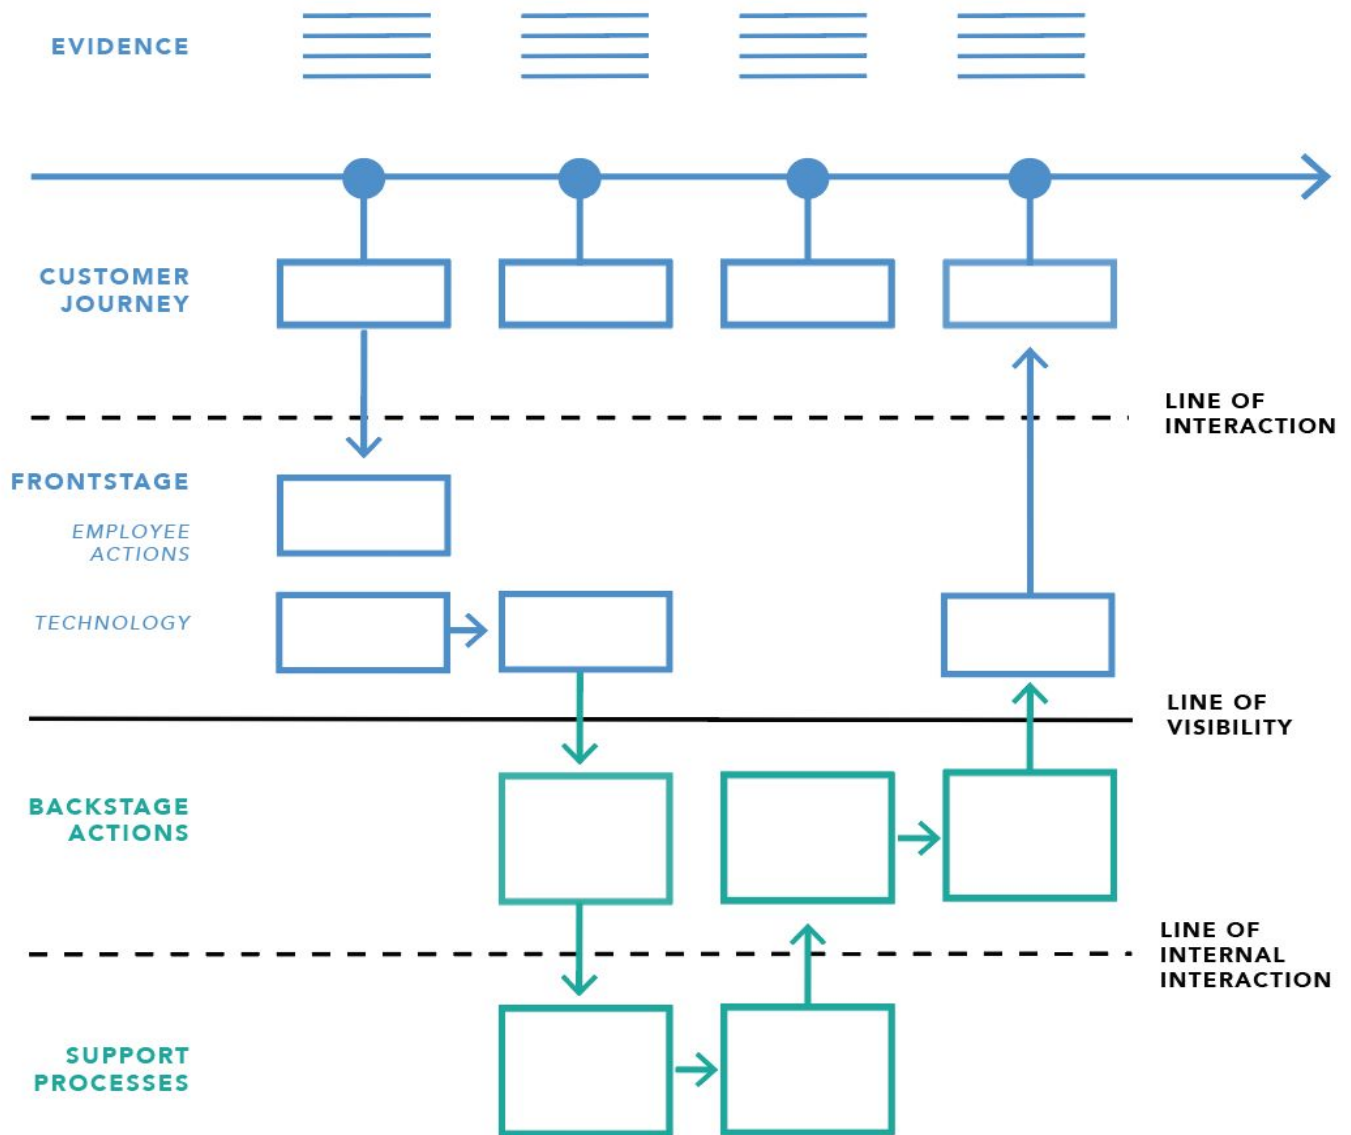 EVIDENCE
CUSTOMER
JOURNEY
LINE OF
INTERACTION
FRONTSTAGE
EMPLOYEE
ACTIONS
TECHNOLOGY
LINE OF
VISIBILITY
BACKSTAGE
ACTIONS
LINE OF
INTERNAL
INTERACTION
SUPPORT
PROCESSES